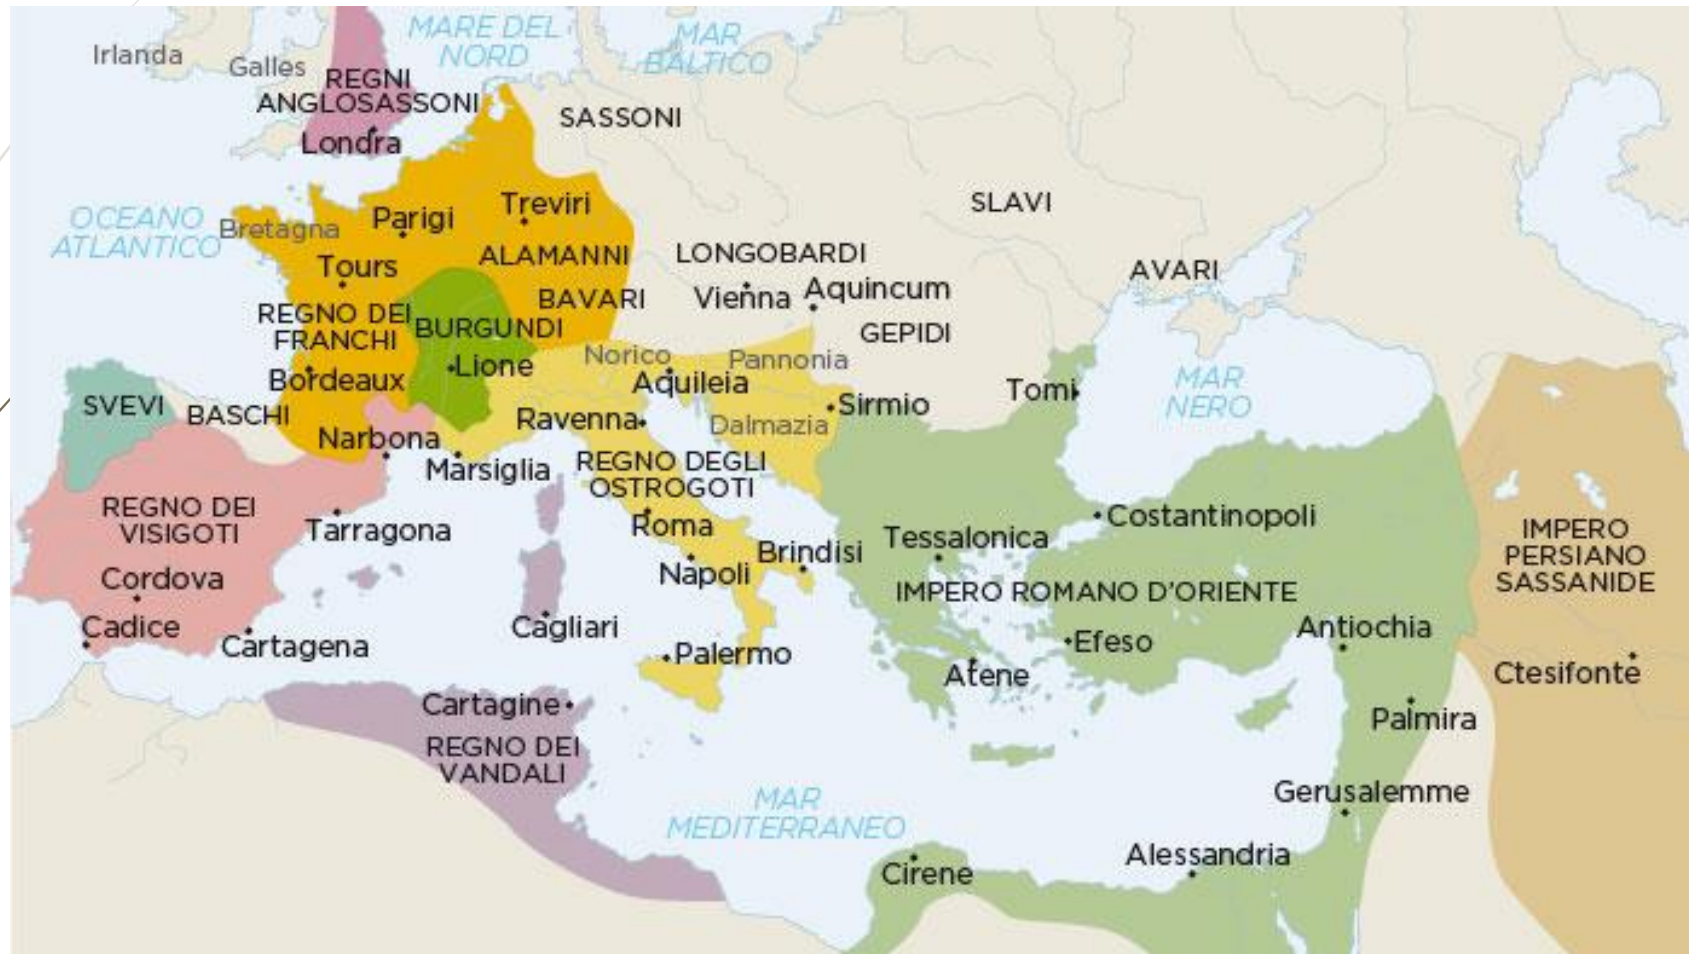 MARE DEL
NORD
MAR
BALTICO
Irlanda
Galles
REGNI
ANGLOSASSONI
Londra
SASSONI
OCEANO
ATLANTICO
Bretagna
Parigi
Treviri
SLAVI
Tours
ALAMANNI
LONGOBARDI
AVARI
BAVARI
Vienna
Aquincum
REGNO DEI
FRANCHI
BURGUNDI
GEPIDI
Lione
Norico
Pannonia
Bordeaux
Aquileia
Tomi
MAR
NERO
SVEVI
BASCHI
Ravenna
Sirmio
Dalmazia
Narbona
Marsiglia
REGNO DEGLI
OSTROGOTI
REGNO DEI
VISIGOTI
Tarragona
Roma
Costantinopoli
Brindisi
Tessalonica
IMPERO
PERSIANO
SASSANIDE
Cordova
Napoli
IMPERO ROMANO D'ORIENTE
Cadice
Cartagena
Cagliari
Palermo
Efeso
Antiochia
Atene
Ctesifonte
Cartagine
Palmira
REGNO DEI
VANDALI
MAR
MEDITERRANEO
Gerusalemme
Cirene
Alessandria